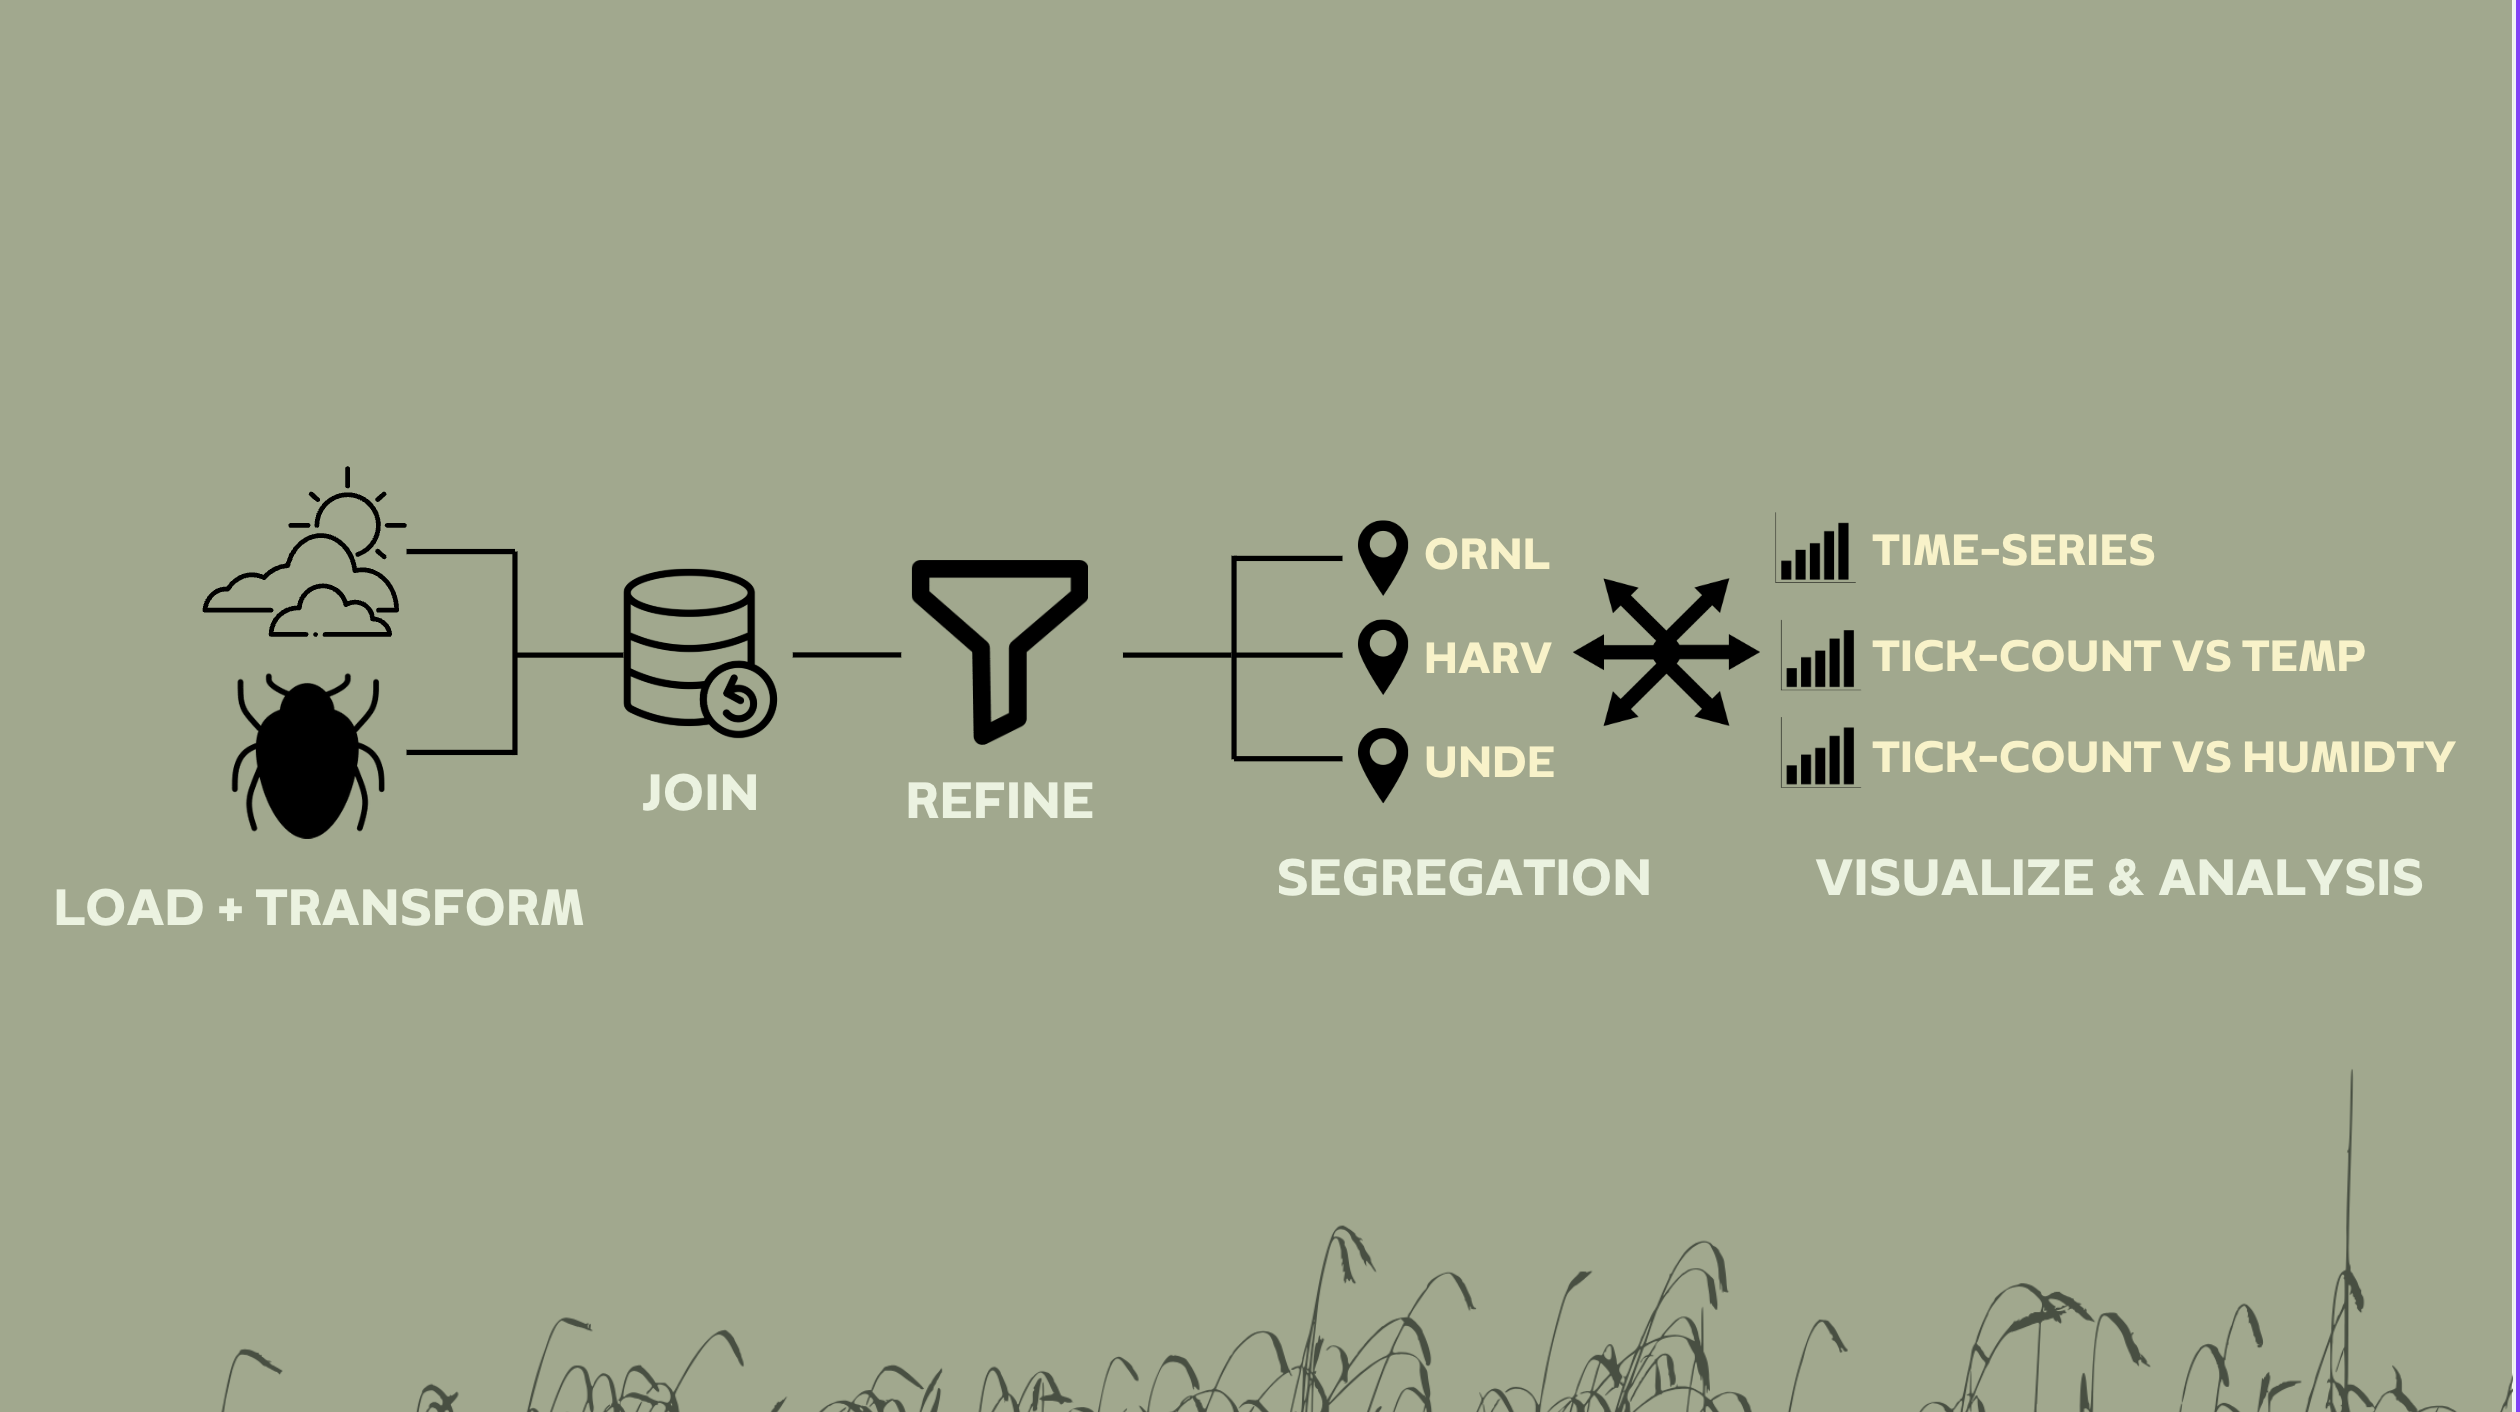 ORNL
TIME-SERIES
HARV
TICK-COUNT VS TEMP
UNDE
TICK-COUNT VS HUMIDTY
5
JOIN
REFINE
SEGREGATION
VISUALIZE & ANALYSIS
LOAD + TRANSFORM